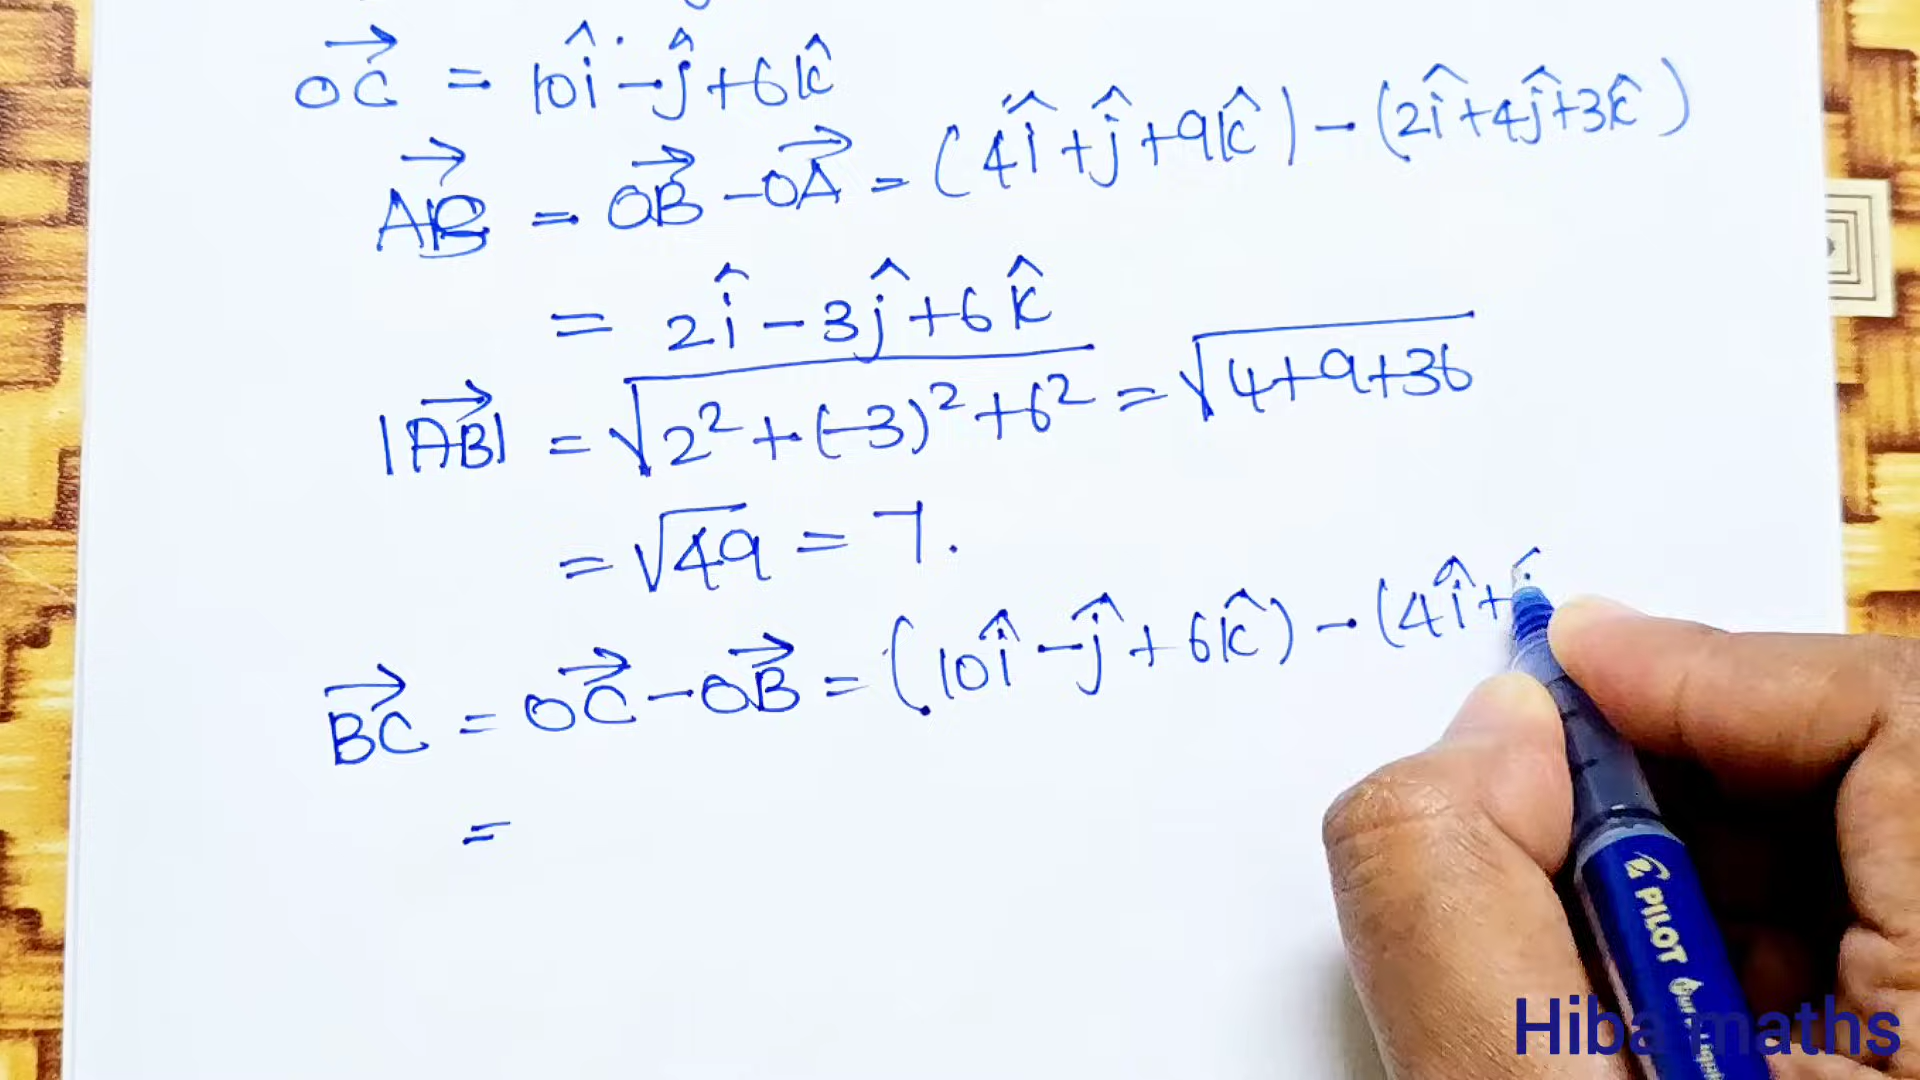 →OC = 10î - ĵ + 6k̂
→AB = →OB - →OA = (4î + ĵ + 9k̂) - (2î + 4ĵ + 3k̂)
= 2î - 3ĵ + 6k̂
|→AB| = √(2² + (-3)² + 6²) = √(4+9+36)
= √49 = 7.
→BC = →OC - →OB = (10î - ĵ + 6k̂) - (4î +
=
PILOT
Hiba maths